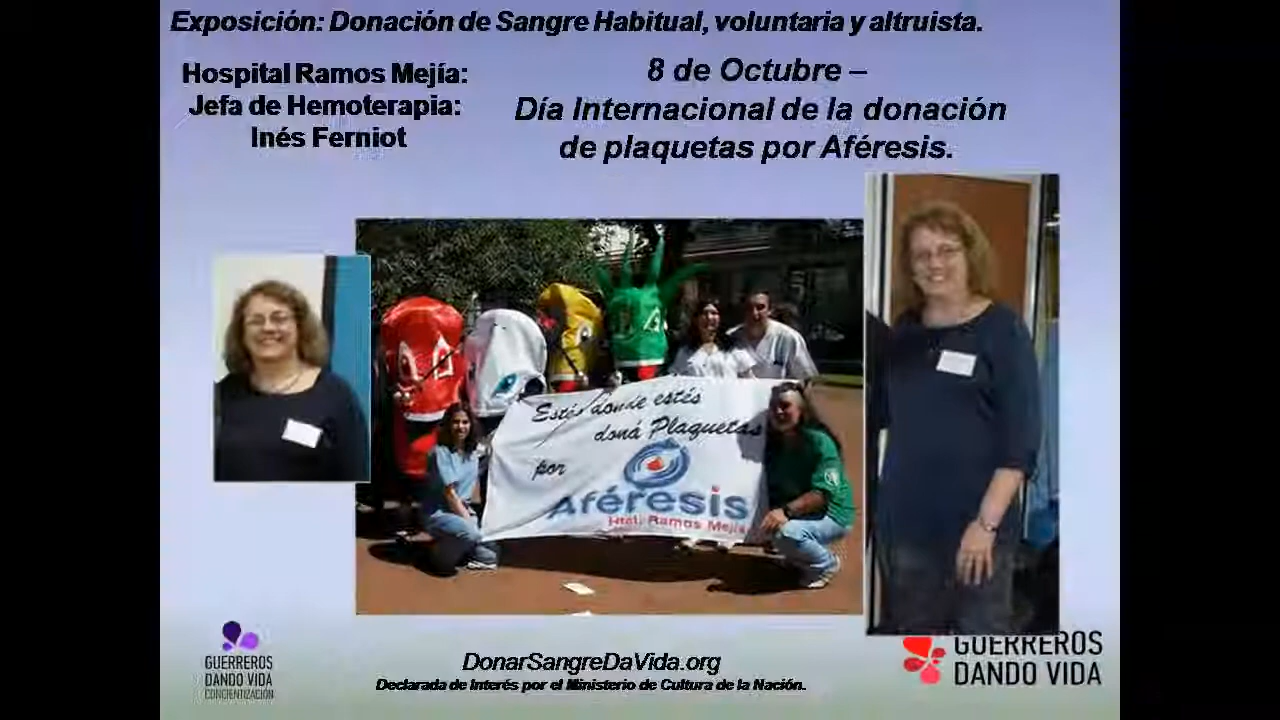 Exposición: Donación de Sangre Habitual, voluntaria y altruista.
Hospital Ramos Mejía:
Jefa de Hemoterapia:
Inés Ferniot
8 de Octubre –
Día Internacional de la donación
de plaquetas por Aféresis.
Estés donde estés
doná Plaquetas
por
Aféresis
Htal. Ramos Mejía
GUERREROS
DANDO VIDA
CONCIENTIZACIÓN
DonarSangreDaVida.org
Declarada de Interés por el Ministerio de Cultura de la Nación.
GUERREROS
DANDO VIDA